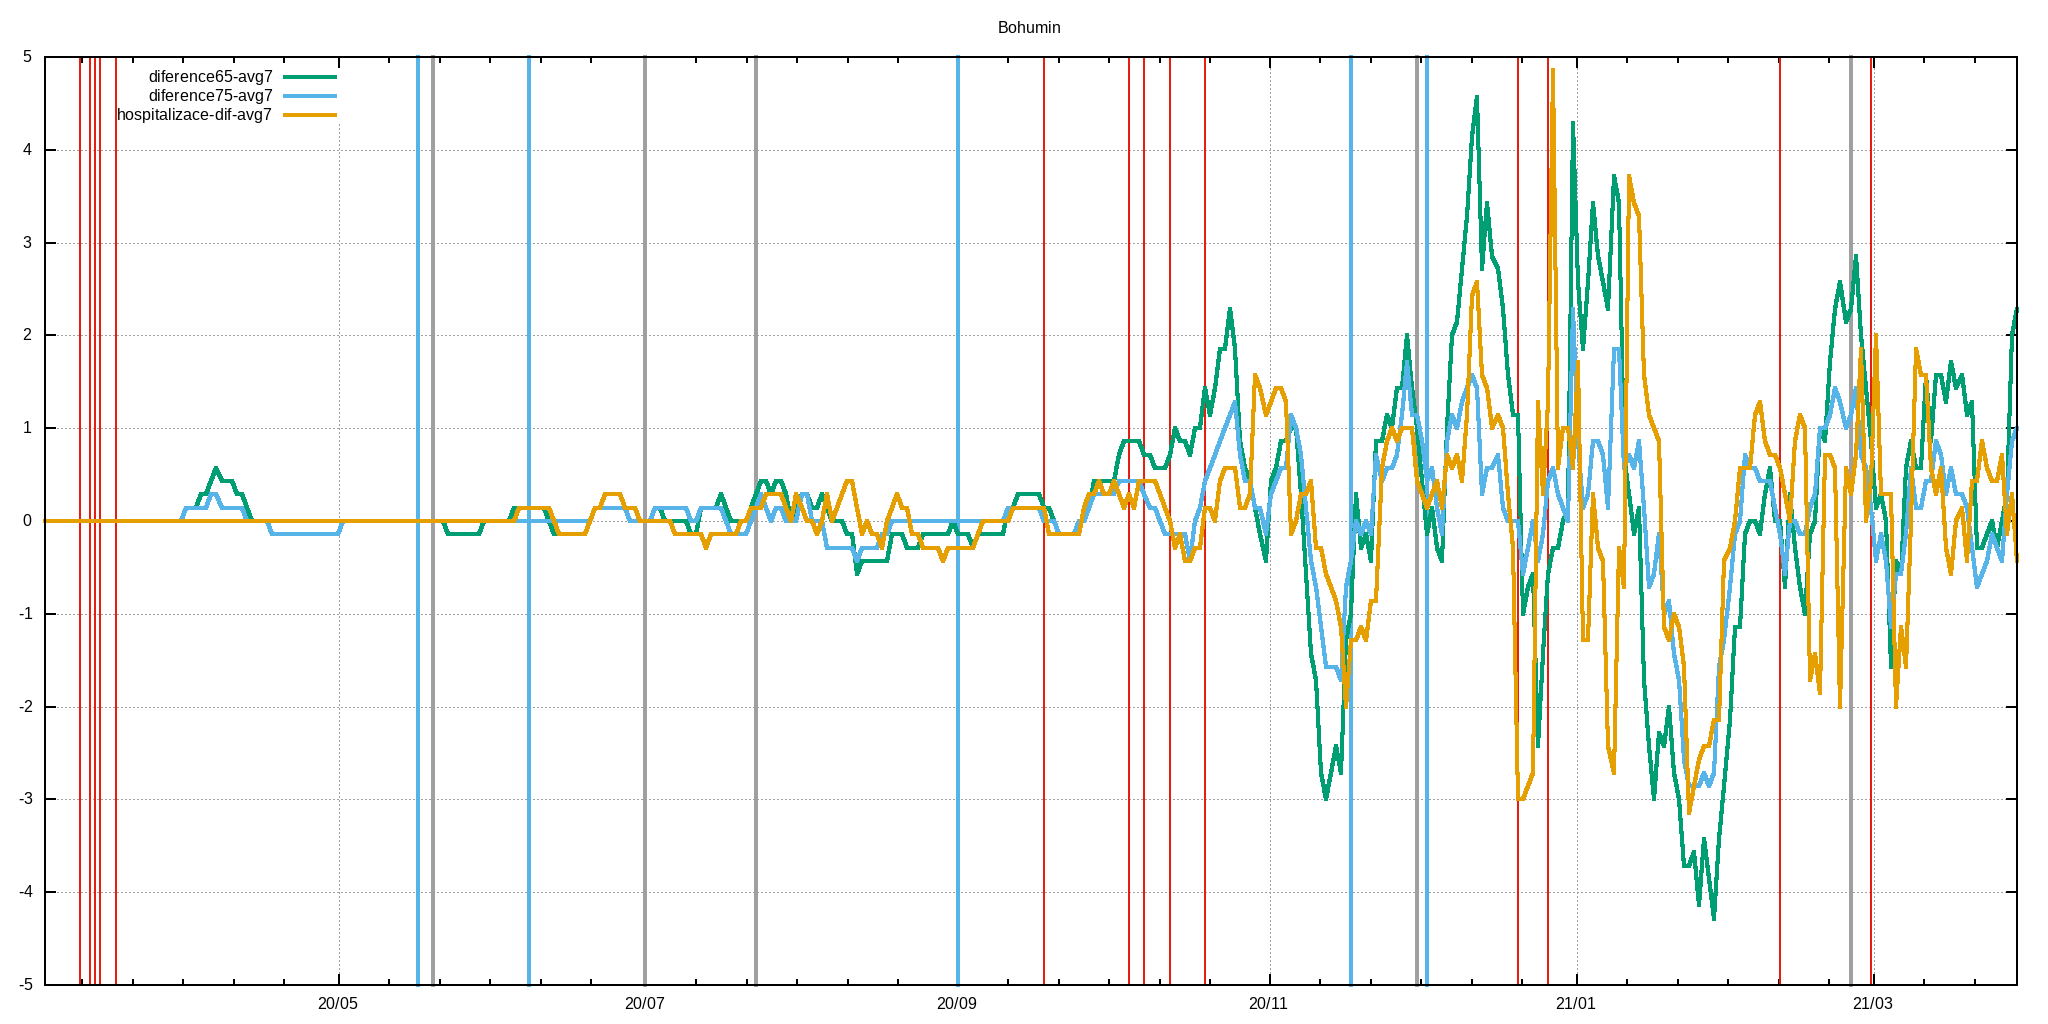 Bohumin
5
diference65-avg7
diference75-avg7
hospitalizace-dif-avg7
4
3
2
1
0
-1
-2
-3
-4
-5
20/05 20/07 20/09 20/11 21/01 21/03